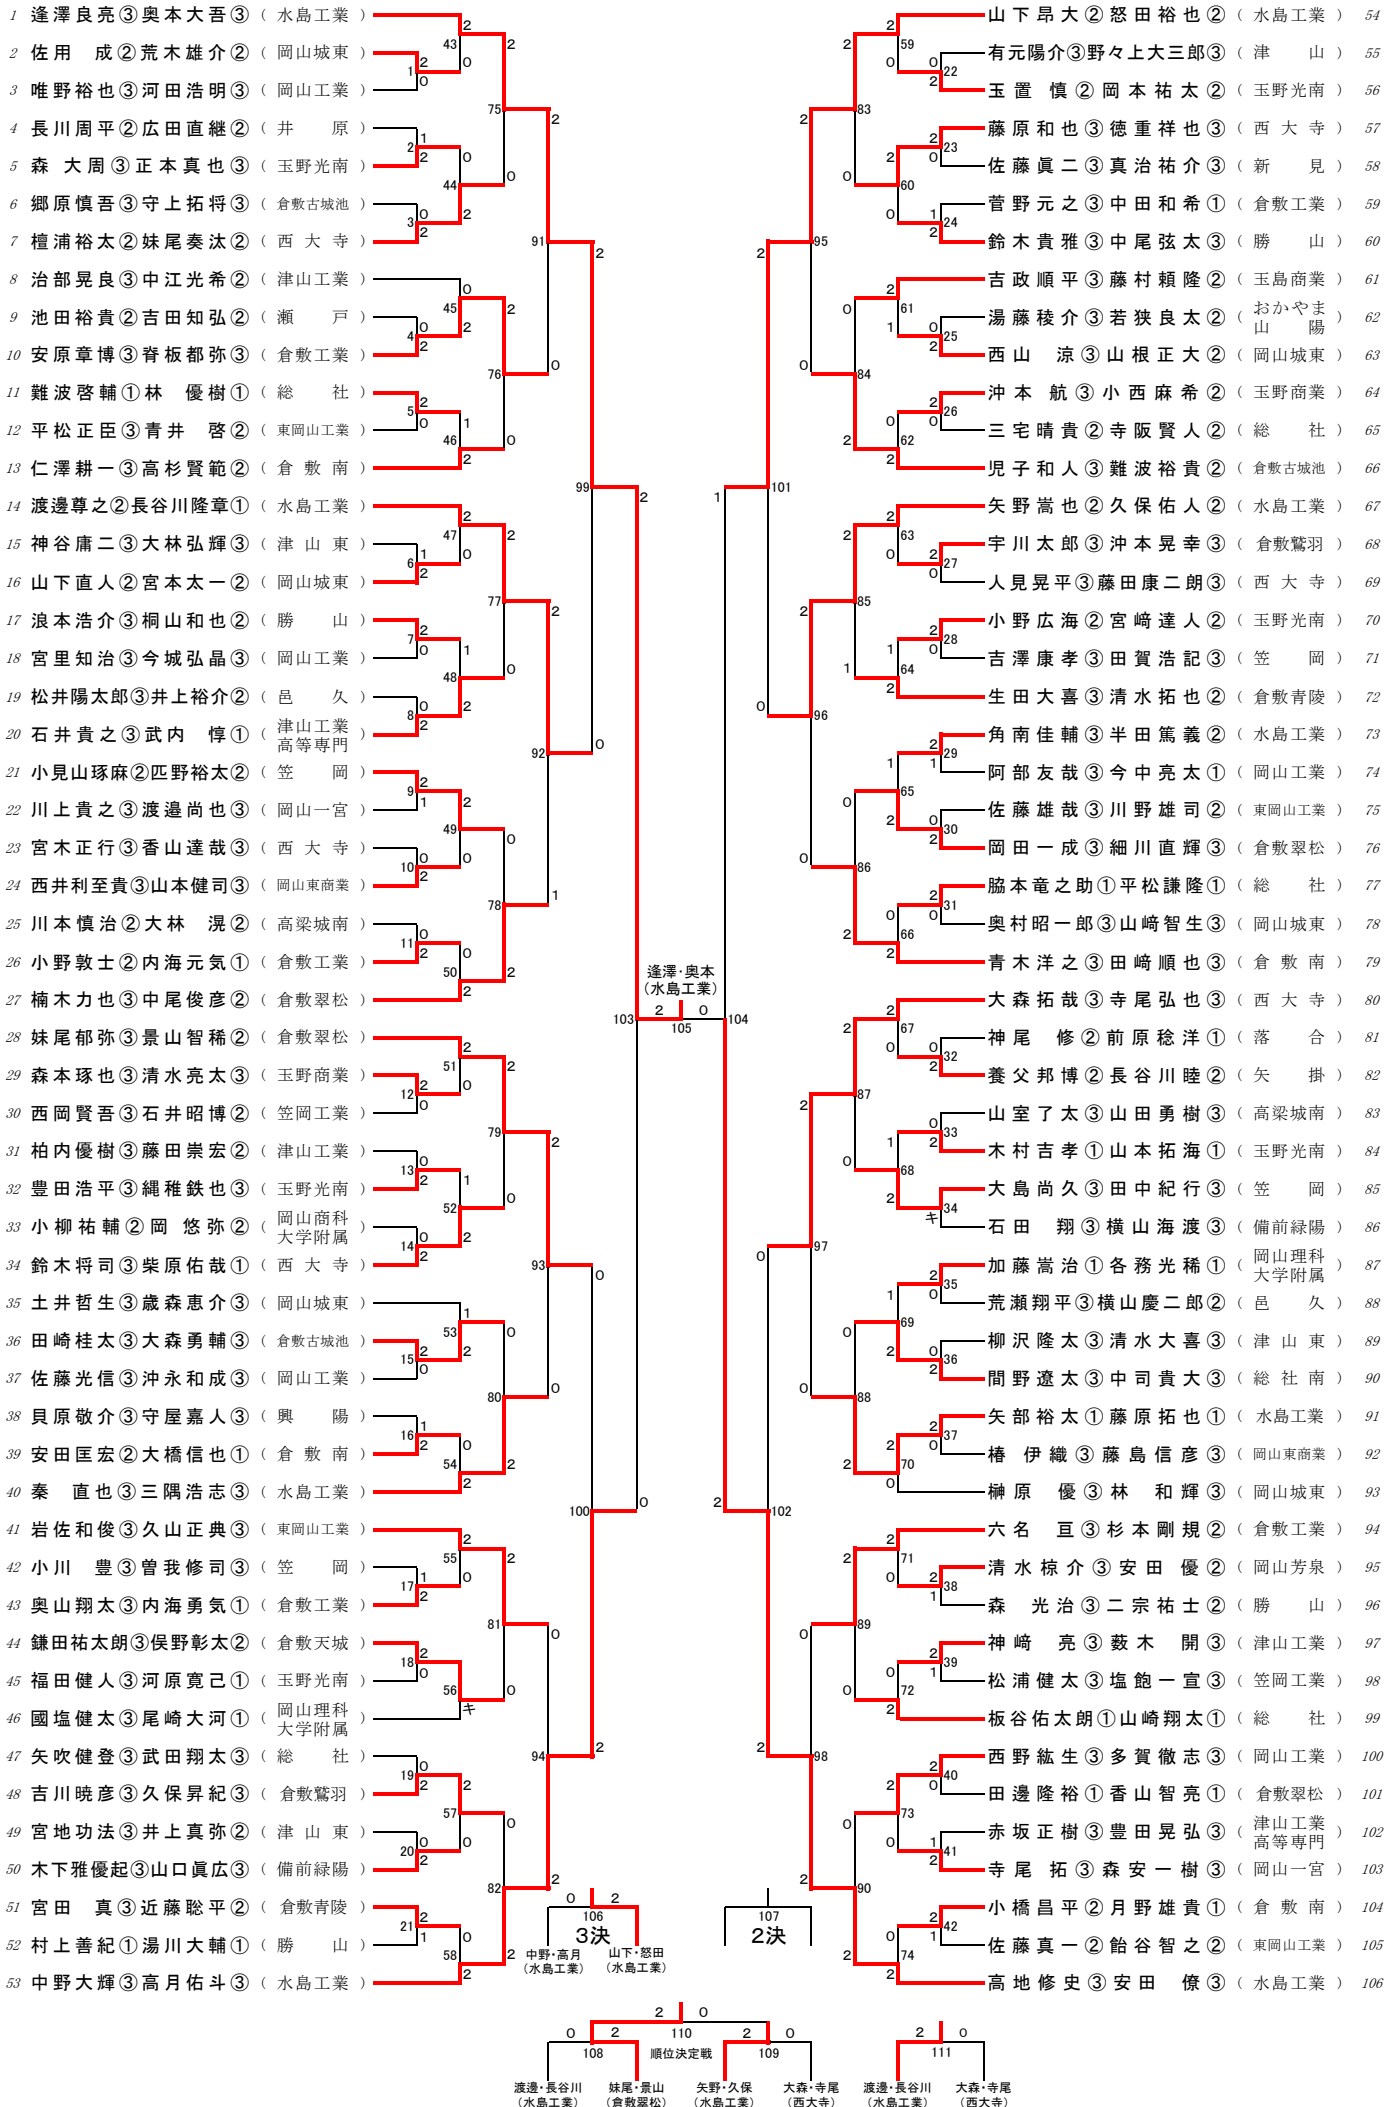 1 逢澤良亮③奥本大吾③ （水島工業）
2 佐用　成②荒木雄介② （岡山城東）
3 唯野裕也③河田浩明③ （岡山工業）
4 長川周平②広田直継② （井　原）
5 森　大周③正本真也③ （玉野光南）
6 郷原慎吾③守上拓将③ （倉敷古城池）
7 檀浦裕太②妹尾奏汰② （西大寺）
8 治部晃良③中江光希② （津山工業）
9 池田裕貴②吉田知弘② （瀬　戸）
10 安原章博③脊板都弥③ （倉敷工業）
11 難波啓輔①林　優樹① （総　社）
12 平松正臣③青井　啓② （東岡山工業）
13 仁澤耕一③高杉賢範② （倉敷南）
14 渡邊尊之②長谷川隆章① （水島工業）
15 神谷庸二③大林弘輝③ （津山東）
16 山下直人②宮本太一② （岡山城東）
17 浪本浩介③桐山和也② （勝　山）
18 宮里知治③今城弘晶③ （岡山工業）
19 松井陽太郎③井上裕介② （邑　久）
20 石井貴之③武内　惇① （津山工業高等専門）
21 小見山琢麻②匹野裕太② （笠　岡）
22 川上貴之③渡邉尚也③ （岡山一宮）
23 宮木正行③香山達哉③ （西大寺）
24 西井利至貴③山本健司③ （岡山東商業）
25 川本慎治②大林　滉② （高梁城南）
26 小野敦士②内海元気① （倉敷工業）
27 楠木力也③中尾俊彦② （倉敷翠松）
28 妹尾郁弥③景山智稀② （倉敷翠松）
29 森本琢也③清水亮太③ （玉野商業）
30 西岡賢吾③石井昭博② （笠岡工業）
31 柏内優樹③藤田崇宏② （津山工業）
32 豊田浩平③縄稚鉄也③ （玉野光南）
33 小柳祐輔②岡　悠弥② （岡山商科大学附属）
34 鈴木将司③柴原佑哉① （西大寺）
35 土井哲生③歳森恵介③ （岡山城東）
36 田崎桂太③大森勇輔③ （倉敷古城池）
37 佐藤光信③沖永和成③ （岡山工業）
38 貝原敬介③守屋嘉人③ （興　陽）
39 安田匡宏②大橋信也① （倉敷南）
40 秦　直也③三隅浩志③ （水島工業）
41 岩佐和俊③久山正典③ （東岡山工業）
42 小川　豊③曽我修司③ （笠　岡）
43 奥山翔太③内海勇気① （倉敷工業）
44 鎌田祐太朗③俣野彰太② （倉敷天城）
45 福田健人③河原寛己① （玉野光南）
46 國塩健太③尾崎大河① （岡山理科大学附属）
47 矢吹健登③武田翔太③ （総　社）
48 吉川暁彦③久保昇紀③ （倉敷鷲羽）
49 宮地功法③井上真弥② （津山東）
50 木下雅優起③山口眞広③ （備前緑陽）
51 宮田　真③近藤聡平② （倉敷青陵）
52 村上善紀①湯川大輔① （勝　山）
53 中野大輝③高月佑斗③ （水島工業）
山下昂大②怒田裕也② （水島工業） 54
有元陽介③野々上大三郎③ （津　山） 55
玉置　慎②岡本祐太② （玉野光南） 56
藤原和也③徳重祥也③ （西大寺） 57
佐藤眞二③真治祐介③ （新　見） 58
菅野元之③中田和希① （倉敷工業） 59
鈴木貴雅③中尾弦太③ （勝　山） 60
吉政順平③藤村頼隆② （玉島商業） 61
湯藤稜介③若狭良太② （おかやま山陽） 62
西山　涼③山根正大② （岡山城東） 63
沖本　航③小西麻希② （玉野商業） 64
三宅晴貴②寺阪賢人② （総　社） 65
児子和人③難波裕貴② （倉敷古城池） 66
矢野嵩也②久保佑人② （水島工業） 67
宇川太郎③沖本晃幸③ （倉敷鷲羽） 68
人見晃平③藤田康二朗③ （西大寺） 69
小野広海②宮﨑達人② （玉野光南） 70
吉澤康孝③田賀浩記③ （笠　岡） 71
生田大喜③清水拓也② （倉敷青陵） 72
角南佳輔③半田篤義② （水島工業） 73
阿部友哉③今中亮太① （岡山工業） 74
佐藤雄哉③川野雄司② （東岡山工業） 75
岡田一成③細川直輝③ （倉敷翠松） 76
脇本竜之助①平松謙隆① （総　社） 77
奥村昭一郎③山﨑智生③ （岡山城東） 78
青木洋之③田﨑順也③ （倉敷南） 79
大森拓哉③寺尾弘也③ （西大寺） 80
神尾　修②前原稔洋① （落　合） 81
養父邦博②長谷川睦② （矢　掛） 82
山室了太③山田勇樹③ （高梁城南） 83
木村吉孝①山本拓海① （玉野光南） 84
大島尚久③田中紀行③ （笠　岡） 85
石田　翔③横山海渡③ （備前緑陽） 86
加藤嵩治①各務光稀① （岡山理科大学附属） 87
荒瀬翔平③横山慶二郎② （邑　久） 88
柳沢隆太③清水大喜③ （津山東） 89
間野遼太③中司貴大③ （総社南） 90
矢部裕太①藤原拓也① （水島工業） 91
椿　伊織③藤島信彦③ （岡山東商業） 92
榊原　優③林　和輝③ （岡山城東） 93
六名　亘③杉本剛規② （倉敷工業） 94
清水椋介③安田　優② （岡山芳泉） 95
森　光治③二宗祐士② （勝　山） 96
神﨑　亮③薮木　開③ （津山工業） 97
松浦健太③塩飽一宣③ （笠岡工業） 98
板谷佑太朗①山崎翔太① （総　社） 99
西野紘生③多賀徹志③ （岡山工業） 100
田邊隆裕①香山智亮① （倉敷翠松） 101
赤坂正樹③豊田晃弘③ （津山工業高等専門） 102
寺尾　拓③森安一樹③ （岡山一宮） 103
小橋昌平②月野雄貴① （倉敷南） 104
佐藤真一②飴谷智之② （東岡山工業） 105
高地修史③安田　僚③ （水島工業） 106
逢澤・奥本
（水島工業）
103 2 0 104
105
0 2
106
3決
中野・高月 山下・怒田
（水島工業） （水島工業）
107
2決
2 0
0 2 110 2 0 2 0
108 順位決定戦 109 111
渡邊・長谷川 妹尾・景山 矢野・久保 大森・寺尾 渡邊・長谷川 大森・寺尾
（水島工業） （倉敷翠松） （水島工業） （西大寺） （水島工業） （西大寺）